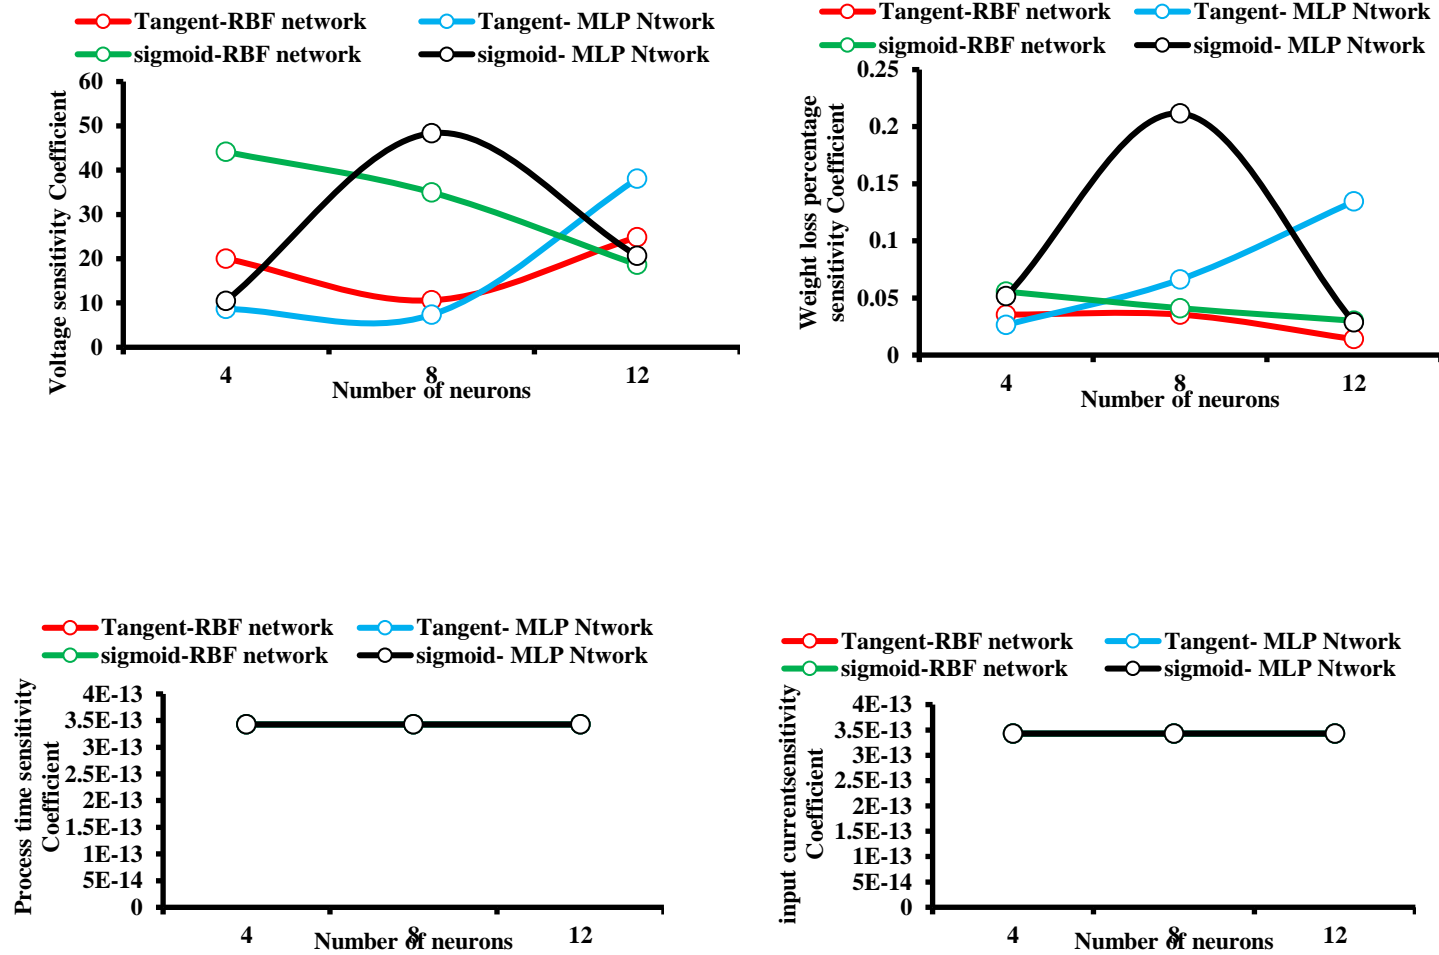 Tangent-RBF network Tangent- MLP Ntwork
sigmoid-RBF network sigmoid- MLP Ntwork
Voltage sensitivity Coefficient
60
50
40
30
20
10
0
4 8 12
Number of neurons
Tangent-RBF network Tangent- MLP Ntwork
sigmoid-RBF network sigmoid- MLP Ntwork
Weight loss percentage
sensitivity Coefficient
0.25
0.2
0.15
0.1
0.05
0
4 8 12
Number of neurons
Tangent-RBF network Tangent- MLP Ntwork
sigmoid-RBF network sigmoid- MLP Ntwork
Process time sensitivity
Coefficient
4E-13
3.5E-13
3E-13
2.5E-13
2E-13
1.5E-13
1E-13
5E-14
0
4 8 12
Number of neurons
Tangent-RBF network Tangent- MLP Ntwork
sigmoid-RBF network sigmoid- MLP Ntwork
input currentsensitivity
Coefficient
4E-13
3.5E-13
3E-13
2.5E-13
2E-13
1.5E-13
1E-13
5E-14
0
4 8 12
Number of neurons